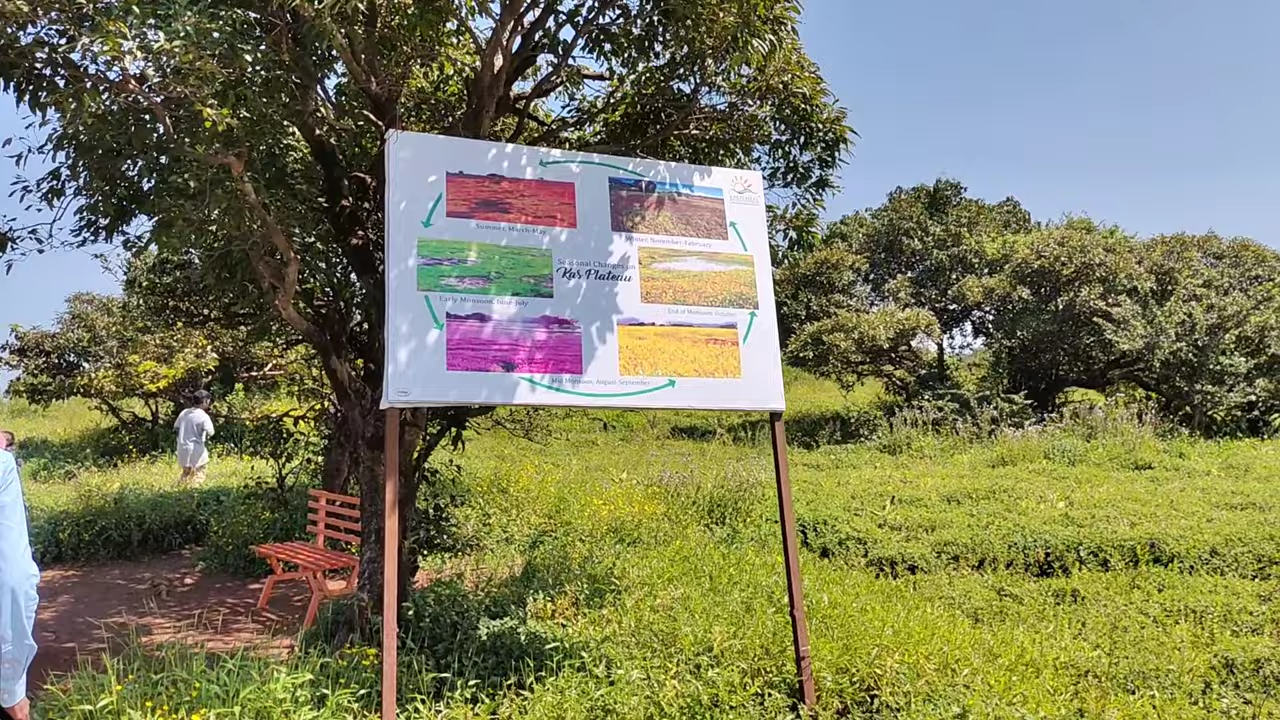 Summer, March-May
Winter, November-February
Seasonal Changes on
Kas Plateau
Early Monsoon, June-July
End of Monsoon, October
Mid Monsoon, August-September